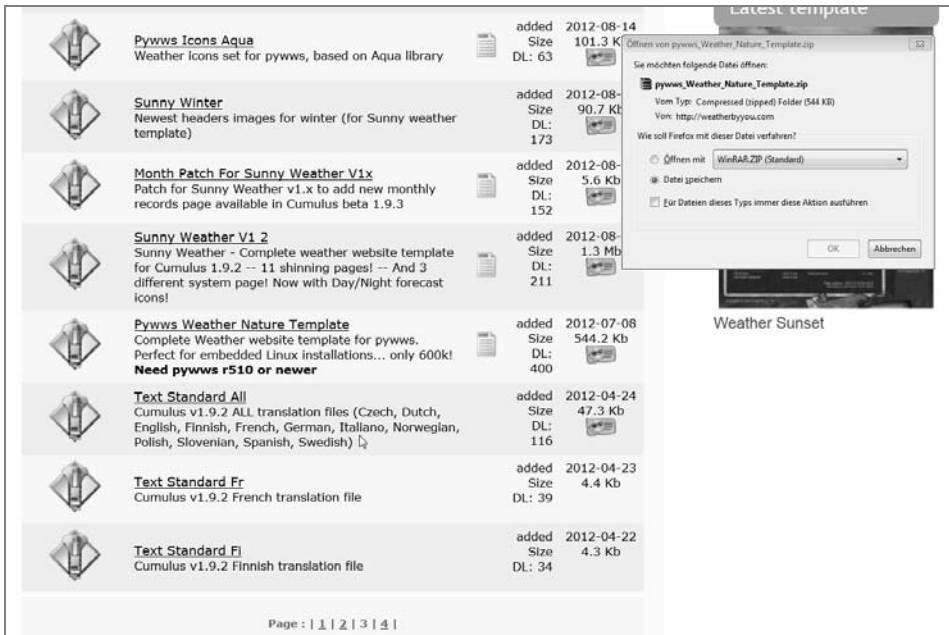 Latest template
Pywws Icons Aqua
Weather Icons set for pywws, based on Aqua library
added 2012-08-14
Size 101.3 K
DL: 63
Sunny Winter
Newest headers images for winter (for Sunny weather
template)
added 2012-08-
Size 90.7 Kb
DL:
173
Month Patch For Sunny Weather V1x
Patch for Sunny Weather v1.x to add new monthly
records page available in Cumulus beta 1.9.3
added 2012-08-
Size 5.6 Kb
DL:
152
Sunny Weather V1 2
Sunny Weather - Complete weather website template
for Cumulus 1.9.2 -- 11 shinning pages! -- And 3
different system page! Now with Day/Night forecast
icons!
added 2012-08-
Size 1.3 Mb
DL:
211
Pywws Weather Nature Template
Complete Weather website template for pywws.
Perfect for embedded Linux installations... only 600k!
Need pywws r510 or newer
added 2012-07-08
Size 544.2 Kb
DL:
400
Text Standard All
Cumulus v1.9.2 ALL translation files (Czech, Dutch,
English, Finnish, French, German, Italiano, Norwegian,
Polish, Slovenian, Spanish, Swedish)
added 2012-04-24
Size 47.3 Kb
DL:
116
Text Standard Fr
Cumulus v1.9.2 French translation file
added 2012-04-23
Size 4.4 Kb
DL: 39
Text Standard Fi
Cumulus v1.9.2 Finnish translation file
added 2012-04-22
Size 4.3 Kb
DL: 34
Page : | 1 | 2 | 3 | 4 |
Öffnen von pywws_Weather_Nature_Template.zip
Sie möchten folgende Datei öffnen:
pywws_Weather_Nature_Template.zip
Vom Typ: Compressed (zipped) Folder (544 KB)
Von: http://weatherbyyou.com
Wie soll Firefox mit dieser Datei verfahren?
Öffnen mit WinRAR.ZIP (Standard)
Datei speichern
Für Dateien dieses Typs immer diese Aktion ausführen
OK Abbrechen
Weather Sunset